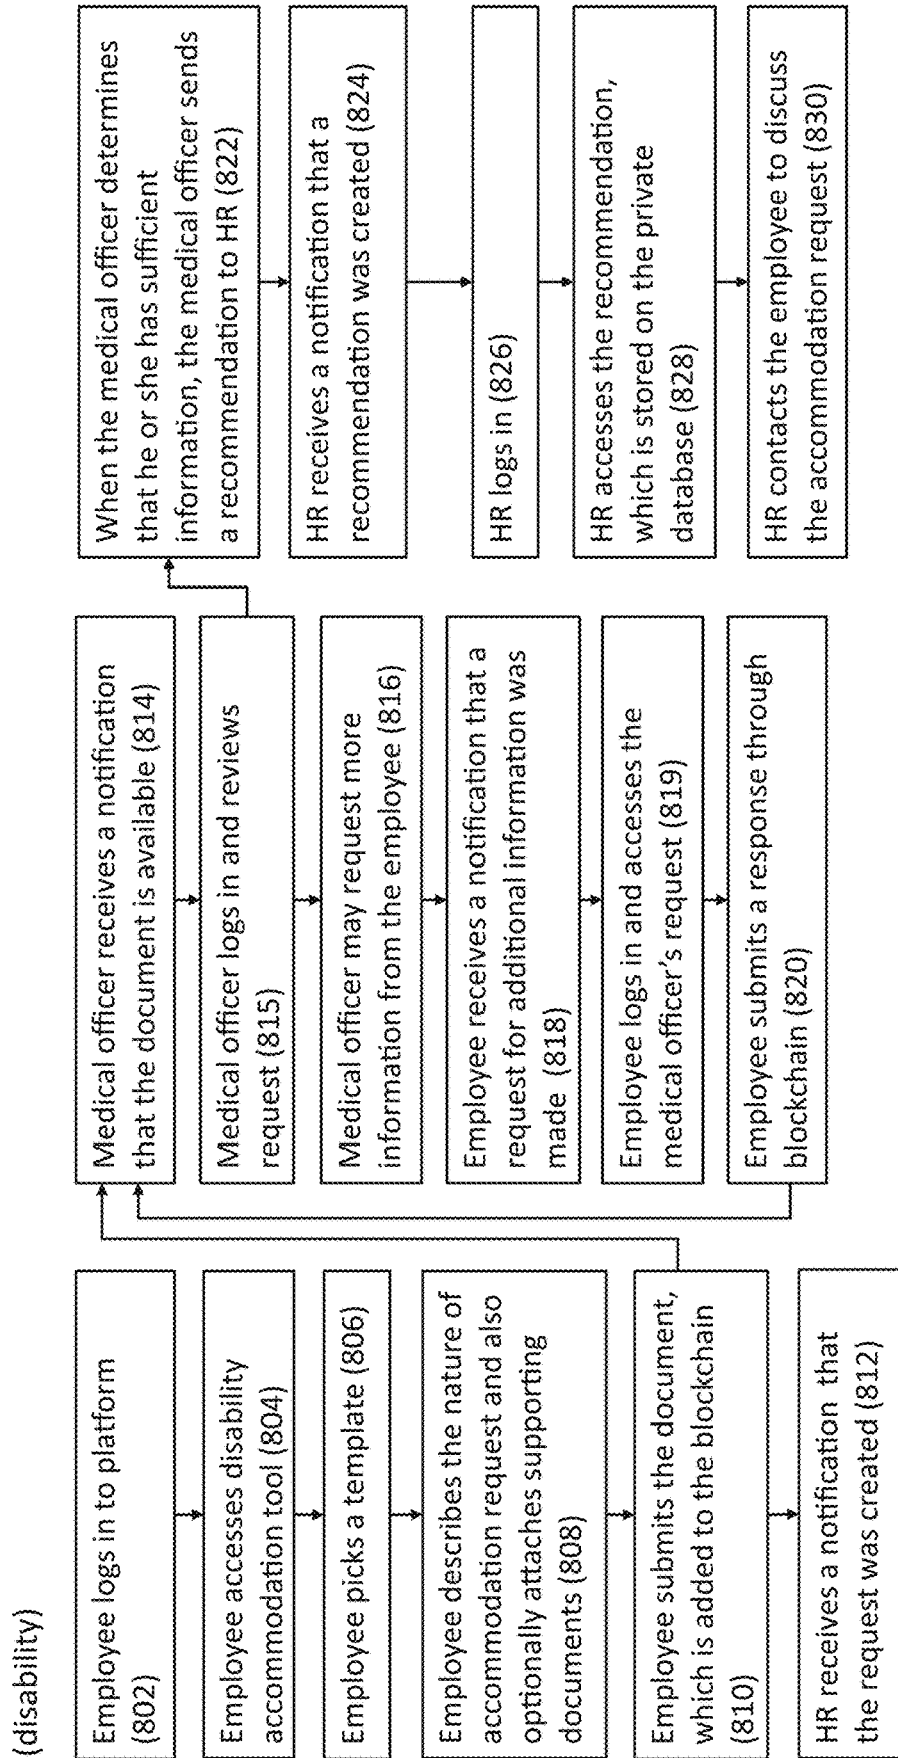 (disability)
Employee logs in to platform
(802)
Employee accesses disability
accommodation tool (804)
Employee picks a template (806)
Employee describes the nature of
accommodation request and also
optionally attaches supporting
documents (808)
Employee submits the document,
which is added to the blockchain
(810)
HR receives a notification that
the request was created (812)
Medical officer receives a notification
that the document is available (814)
Medical officer logs in and reviews
request (815)
Medical officer may request more
information from the employee (816)
Employee receives a notification that a
request for additional information was
made (818)
Employee logs in and accesses the
medical officer's request (819)
Employee submits a response through
blockchain (820)
When the medical officer determines
that he or she has sufficient
information, the medical officer sends
a recommendation to HR (822)
HR receives a notification that a
recommendation was created (824)
HR logs in (826)
HR accesses the recommendation,
which is stored on the private
database (828)
HR contacts the employee to discuss
the accommodation request (830)